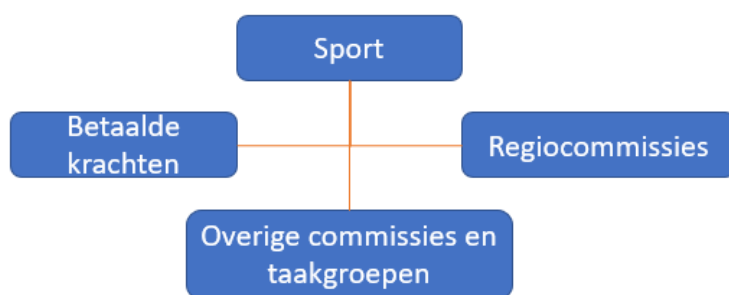 Sport
Betaalde
krachten
Regiocommissies
Overige commissies en
taakgroepen